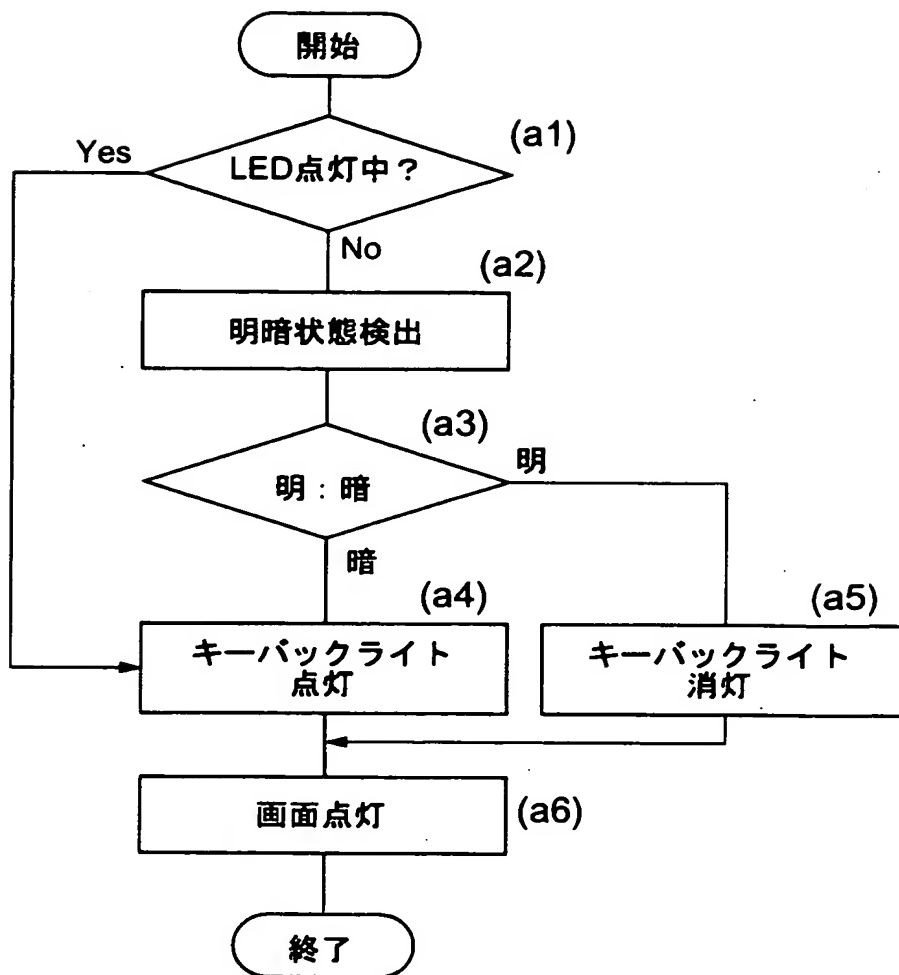 開始
(a1)
Yes
LED点灯中？
No
(a2)
明暗状態検出
(a3)
明：暗
明
暗
(a4)
キーバックライト
点灯
(a5)
キーバックライト
消灯
画面点灯
(a6)
終了